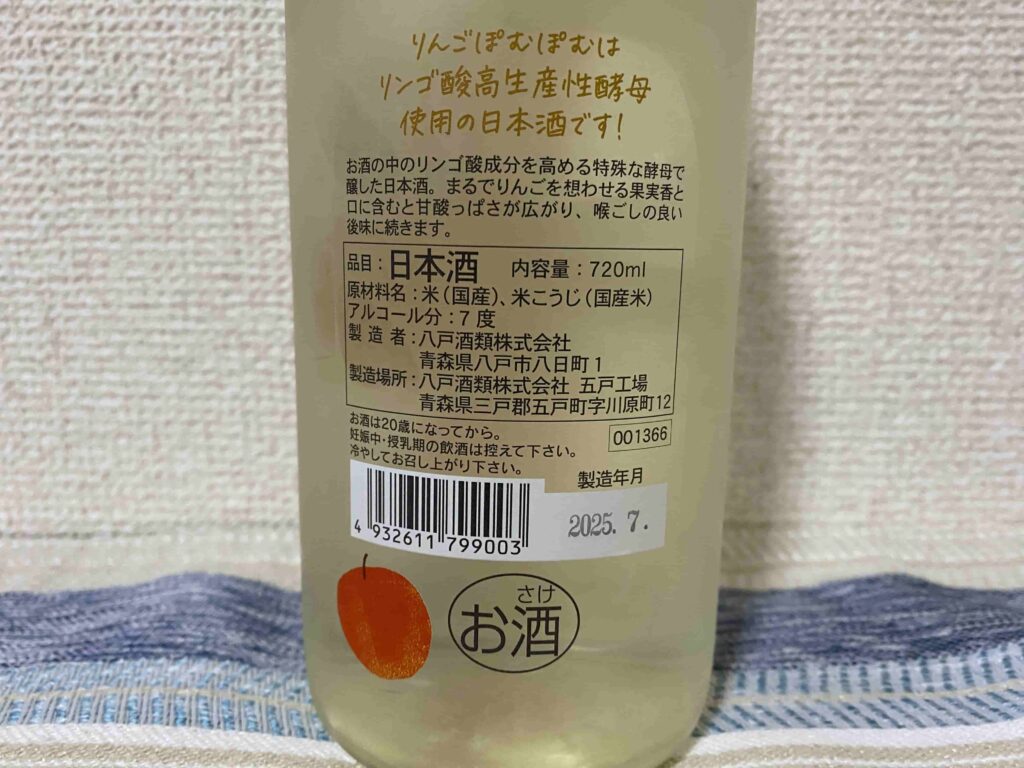 りんごぽむぽむは
リンゴ酸高生産性酵母
使用の日本酒です!
お酒の中のリンゴ酸成分を高める特殊な酵母で
醸した日本酒。まるでりんごを想わせる果実香と
口に含むと甘酸っぱさが広がり、喉ごしの良い
後味に続きます。
品目：日本酒 内容量：720ml
原材料名：米（国産）、米こうじ（国産米）
アルコール分：7度
製造者：八戸酒類株式会社
青森県八戸市八日町1
製造場所：八戸酒類株式会社 五戸工場
青森県三戸郡五戸町字川原町12
お酒は20歳になってから。
妊娠中・授乳期の飲酒は控えて下さい。
冷やしてお召し上がり下さい。
001366
製造年月
2025.7.
4 932611 799003
さけ
お酒